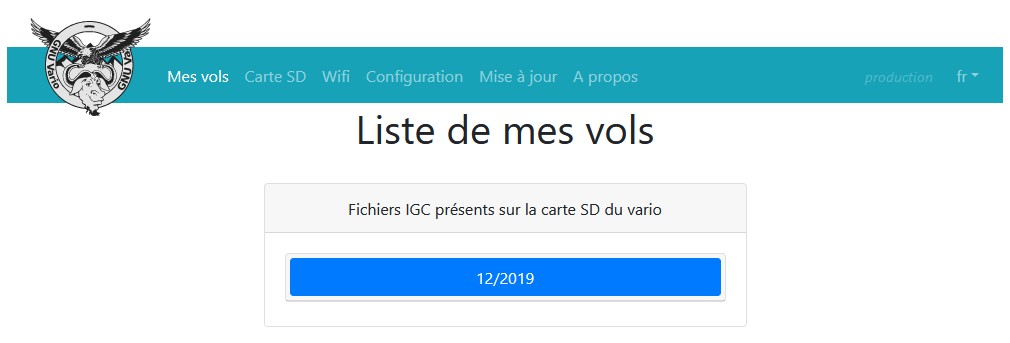 GNU Vario GNU Vario
Mes vols Carte SD Wifi Configuration Mise à jour A propos production fr
Liste de mes vols
Fichiers IGC présents sur la carte SD du vario
12/2019